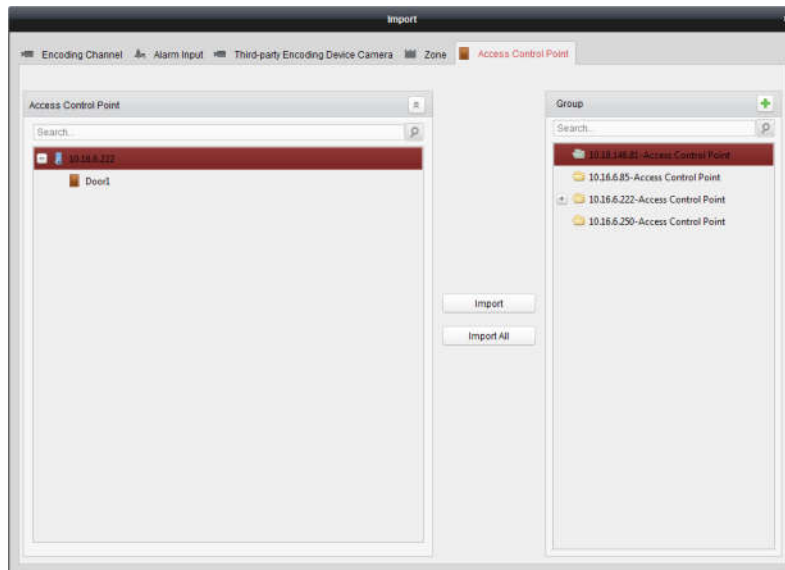 Import
Encoding Channel Alarm Input Third-party Encoding Device Camera Zone Access Control Point
Access Control Point
Search...
10.16.6.222
Door1
Import
Import All
Group
Search...
10.18.146.81-Access Control Point
10.16.6.85-Access Control Point
10.16.6.222-Access Control Point
10.16.6.250-Access Control Point